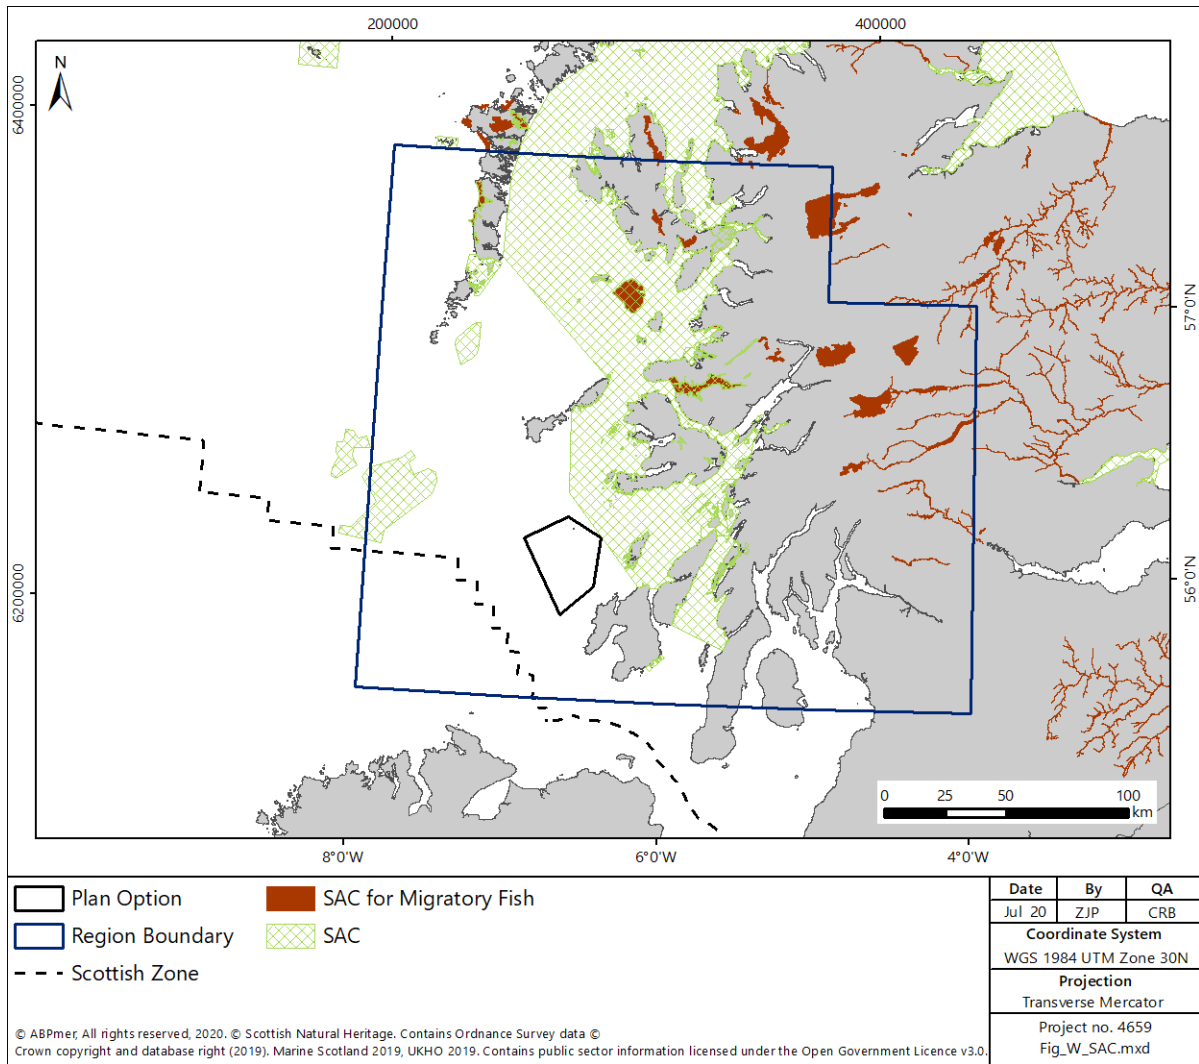 200000
400000
N
6400000
6200000
57°0'N
56°0'N
0
25
50
100
km
8°0'W
6°0'W
4°0'W
Plan Option
SAC for Migratory Fish
Region Boundary
SAC
Scottish Zone
Date
By
QA
Jul 20
ZJP
CRB
Coordinate System
WGS 1984 UTM Zone 30N
Projection
Transverse Mercator
Project no. 4659
Fig_W_SAC.mxd
© ABPmer, All rights reserved, 2020. © Scottish Natural Heritage. Contains Ordnance Survey data ©
Crown copyright and database right (2019). Marine Scotland 2019, UKHO 2019. Contains public sector information licensed under the Open Government Licence v3.0.